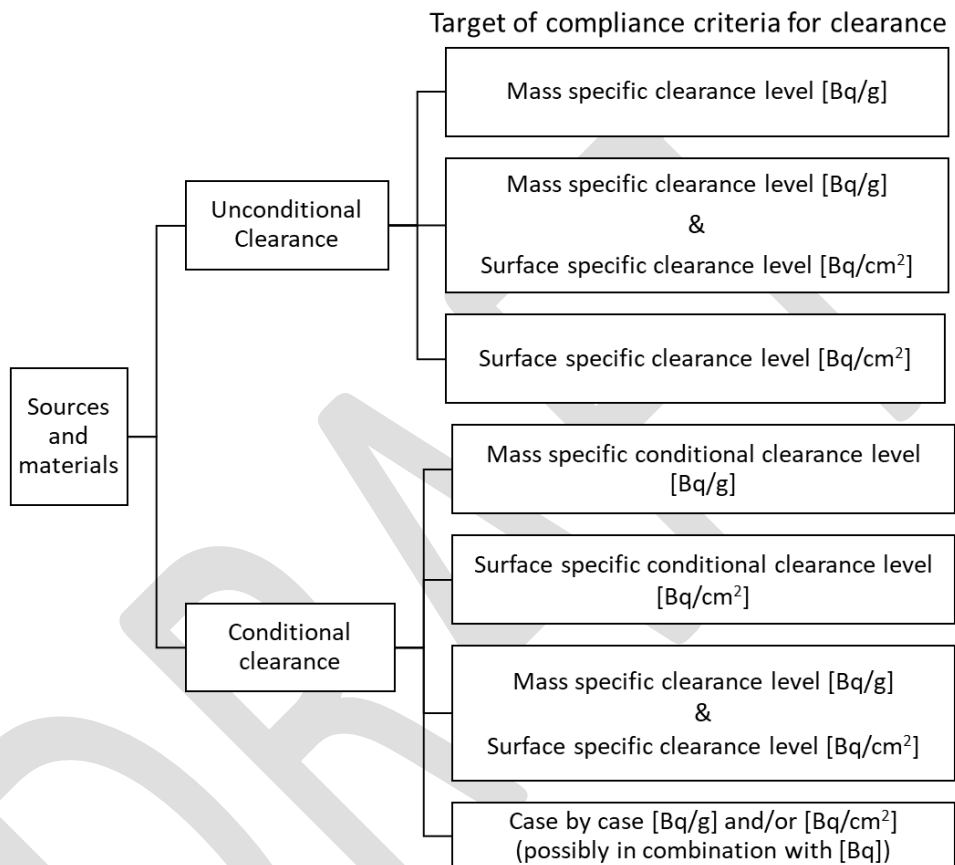 Target of compliance criteria for clearance
Mass specific clearance level [Bq/g]
Mass specific clearance level [Bq/g]
&
Surface specific clearance level [Bq/cm²]
Unconditional
Clearance
Surface specific clearance level [Bq/cm²]
Sources
and
materials
Mass specific conditional clearance level
[Bq/g]
Surface specific conditional clearance level
[Bq/cm²]
Conditional
clearance
Mass specific clearance level [Bq/g]
&
Surface specific clearance level [Bq/cm²]
Case by case [Bq/g] and/or [Bq/cm²]
(possibly in combination with [Bq])
DRAFT